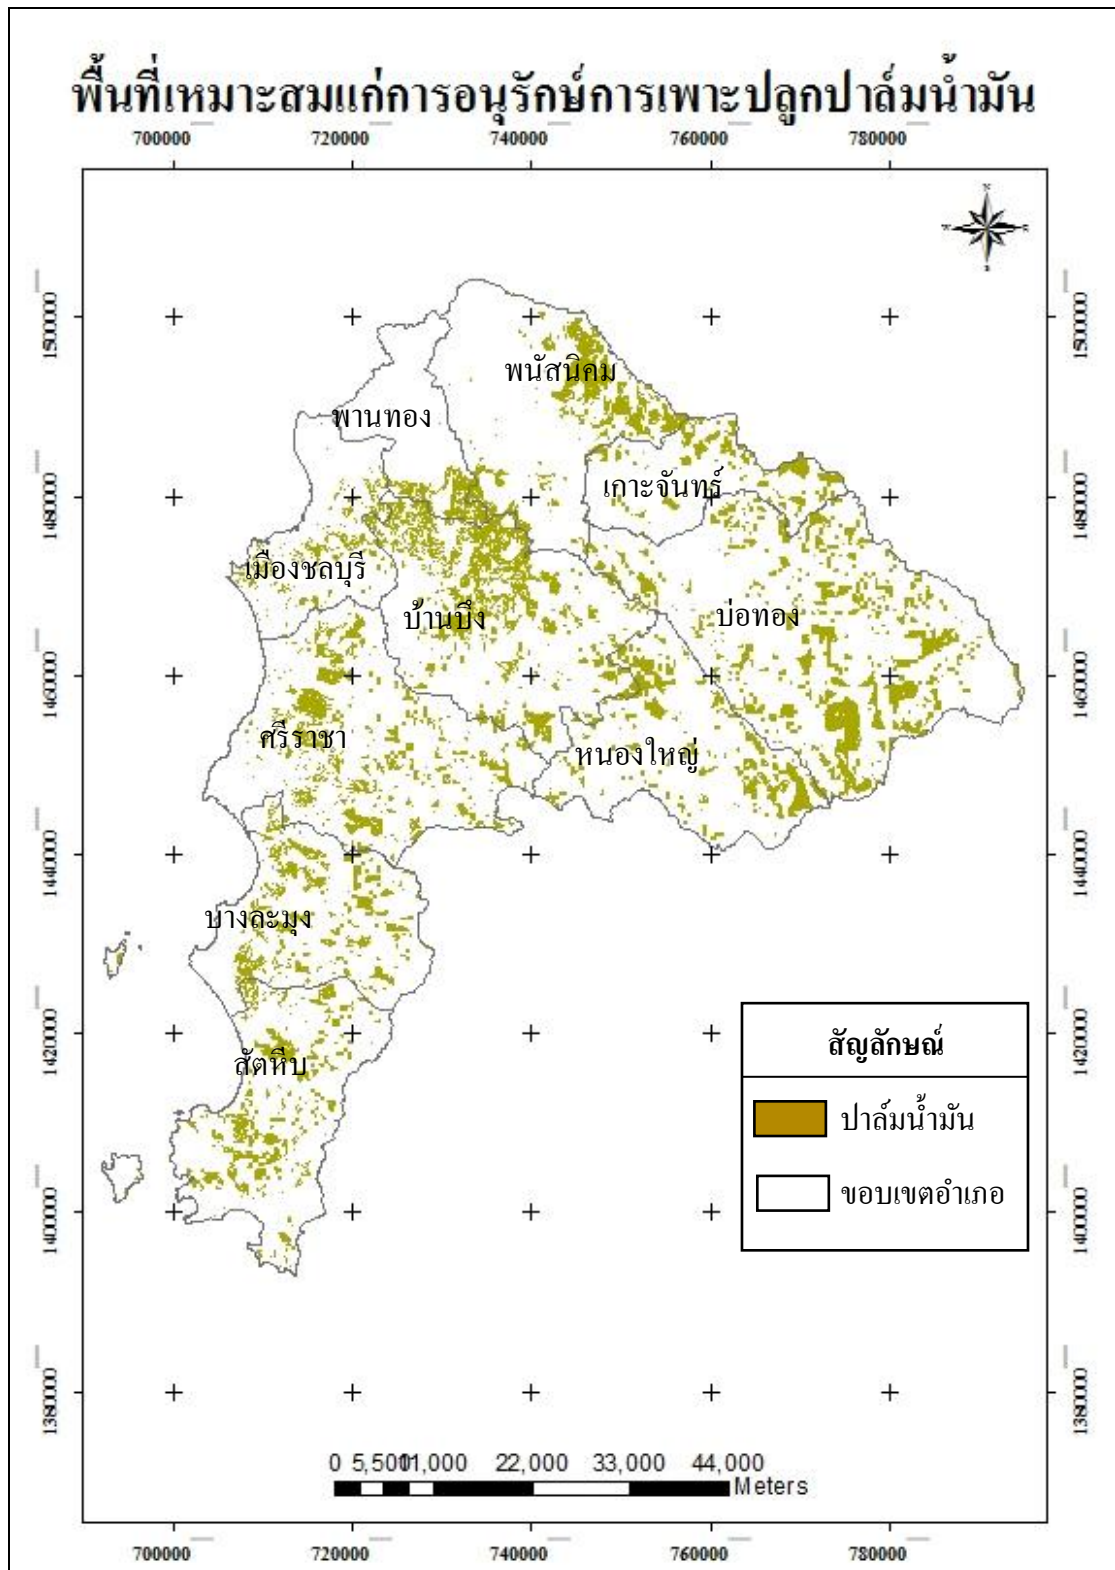 พื้นที่เหมาะสมแก่การอนุรักษ์การเพาะปลูกปาล์มน้ำมัน
700000 720000 740000 760000 780000
1500000 1500000
พนัสนิคม
พานทอง
เกาะจันทร์
1480000 1480000
เมืองชลบุรี
บ้านบึง
บ่อทอง
1460000 1460000
ศรีราชา
หนองใหญ่
1440000 1440000
บางละมุง
1420000 1420000
สัตหีบ
สัญลักษณ์
ปาล์มน้ำมัน
ขอบเขตอำเภอ
1400000 1400000
1380000 1380000
0 5,500 11,000 22,000 33,000 44,000
Meters
700000 720000 740000 760000 780000